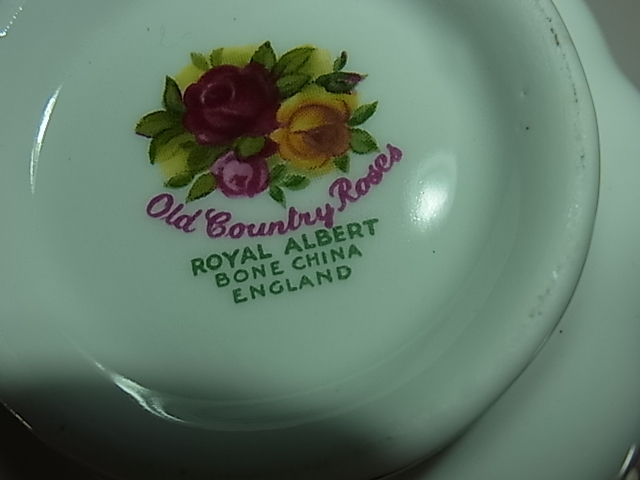 Old Country Roses
ROYAL ALBERT
BONE CHINA
ENGLAND